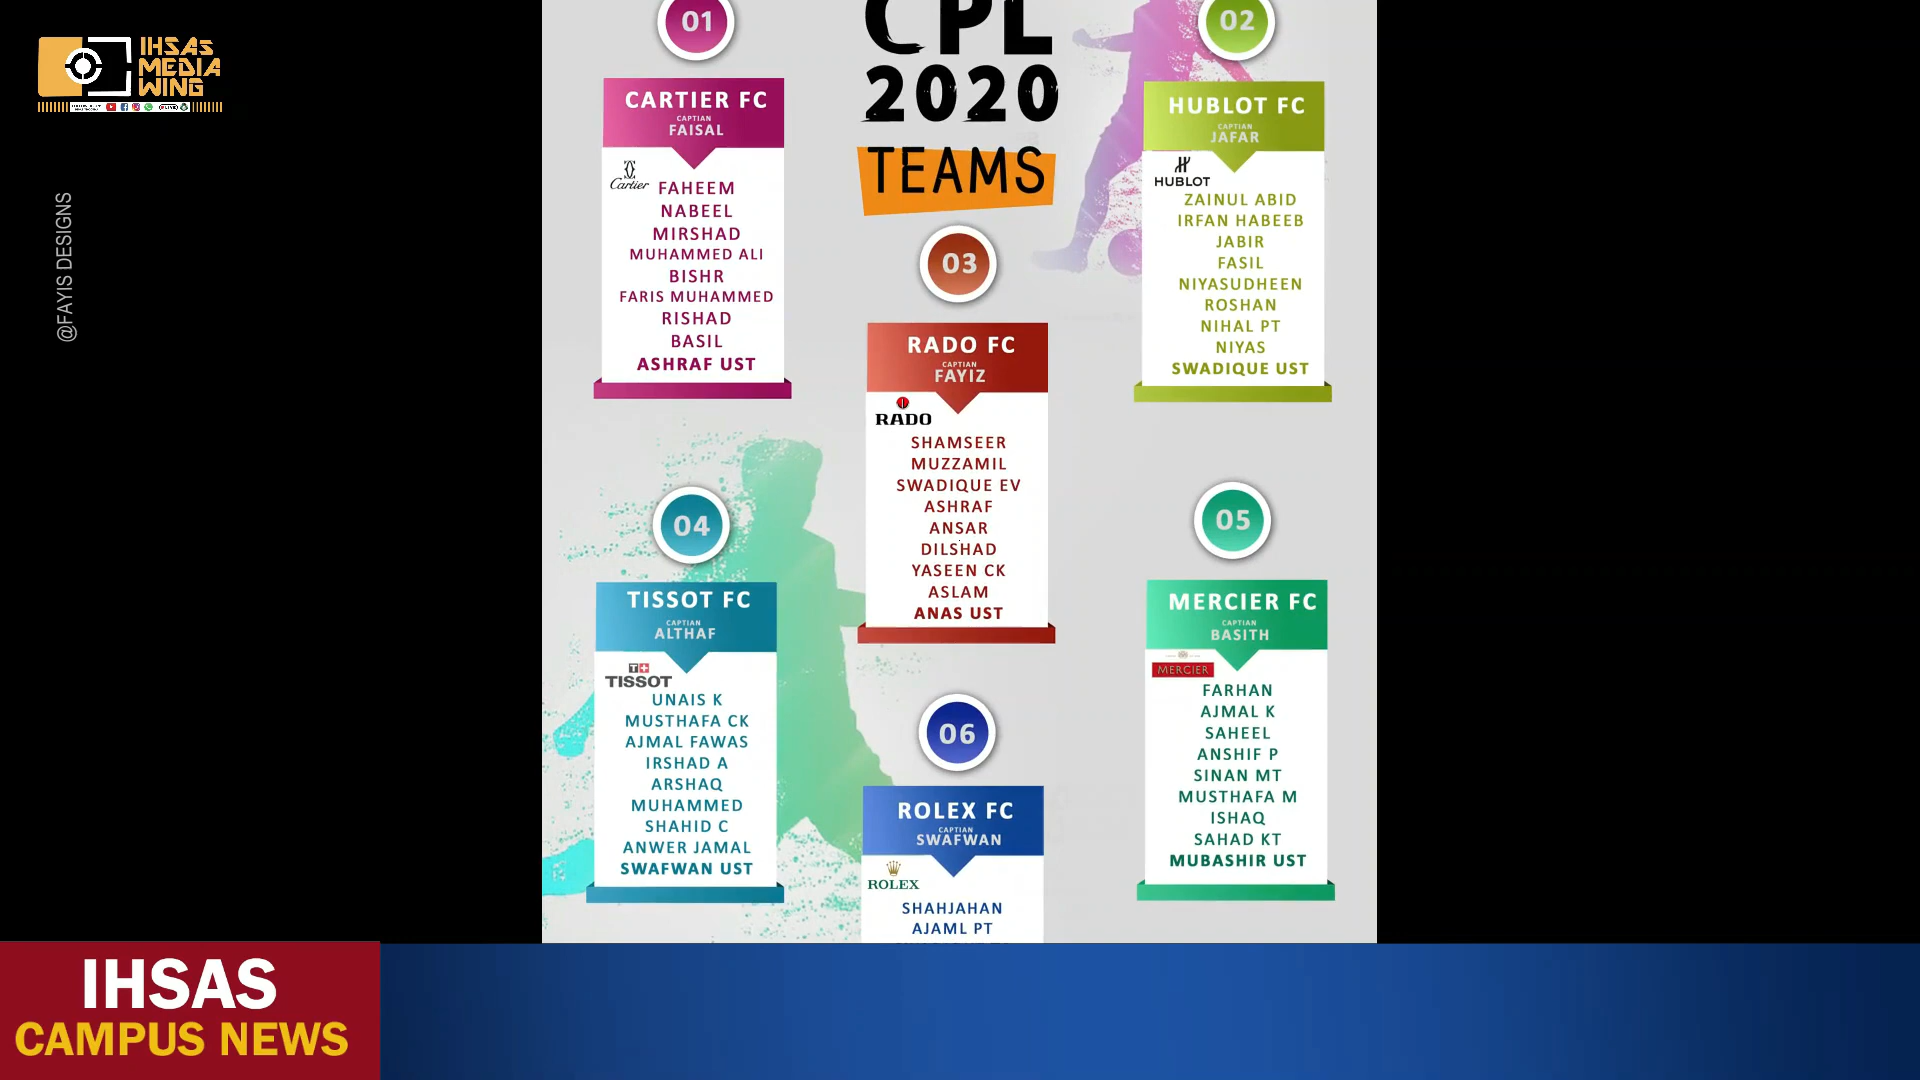 IHSAS
MEDIA
WING
@FAYIS DESIGNS
CPL
2020
TEAMS
01
CARTIER FC
CAPTIAN
FAISAL
Cartier
FAHEEM
NABEEL
MIRSHAD
MUHAMMED ALI
BISHR
FARIS MUHAMMED
RISHAD
BASIL
ASHRAF UST
02
HUBLOT FC
CAPTIAN
JAFAR
HUBLOT
ZAINUL ABID
IRFAN HABEEB
JABIR
FASIL
NIYASUDHEEN
ROSHAN
NIHAL PT
NIYAS
SWADIQUE UST
03
RADO FC
CAPTIAN
FAYIZ
RADO
SHAMSEER
MUZZAMIL
SWADIQUE EV
ASHRAF
ANSAR
DILSHAD
YASEEN CK
ASLAM
ANAS UST
04
TISSOT FC
CAPTIAN
ALTHAF
T+
TISSOT
UNAIS K
MUSTHAFA CK
AJMAL FAWAS
IRSHAD A
ARSHAQ
MUHAMMED
SHAHID C
ANWER JAMAL
SWAFWAN UST
05
MERCIER FC
CAPTIAN
BASITH
MERCIER
FARHAN
AJMAL K
SAHEEL
ANSHIF P
SINAN MT
MUSTHAFA M
ISHAQ
SAHAD KT
MUBASHIR UST
06
ROLEX FC
CAPTIAN
SWAFWAN
ROLEX
SHAHJAHAN
AJAML PT
IHSAS
CAMPUS NEWS